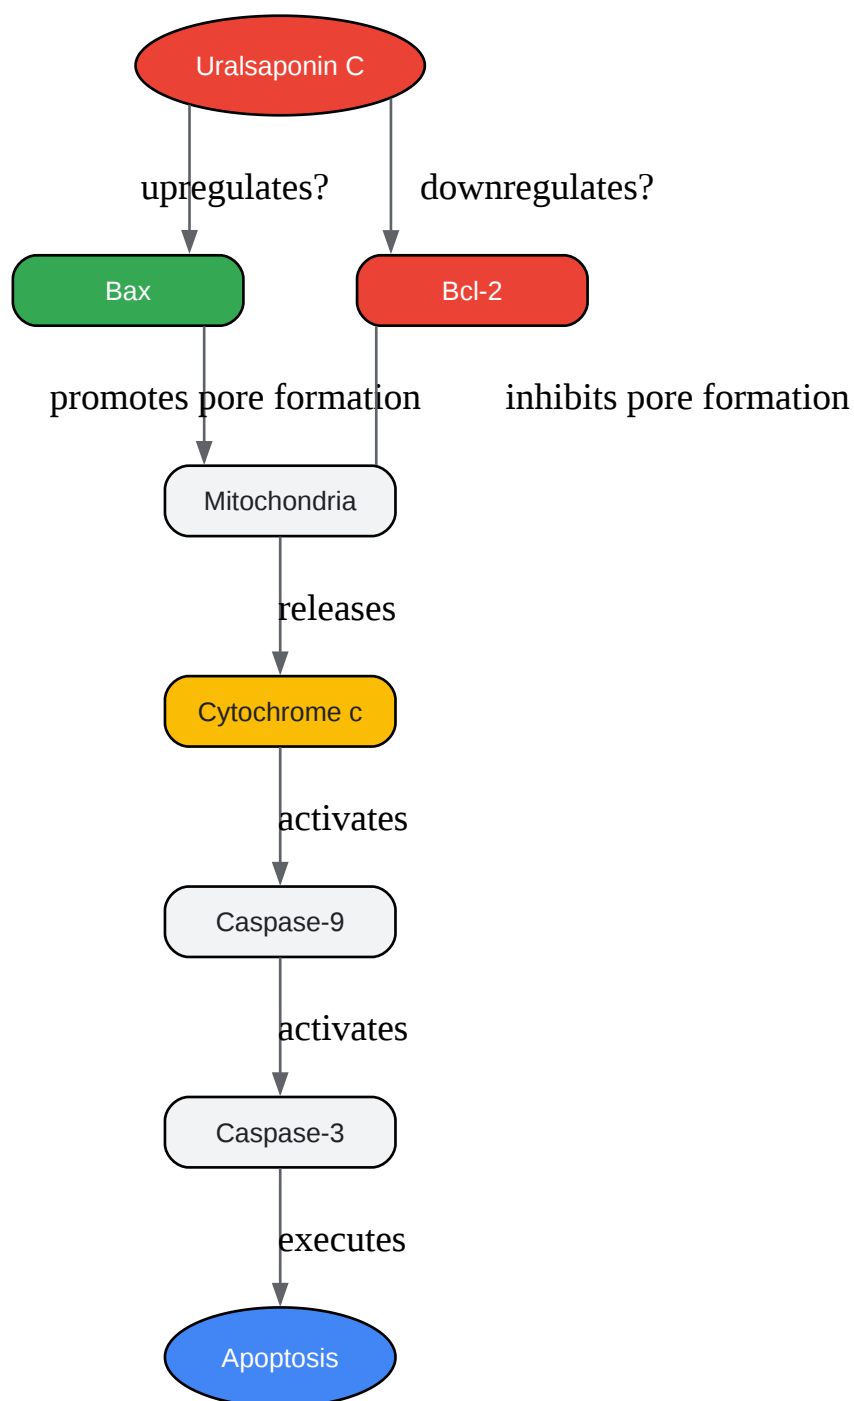 Uralsaponin C
upregulates?
downregulates?
Bax
Bcl-2
promotes pore formation
inhibits pore formation
Mitochondria
releases
Cytochrome c
activates
Caspase-9
activates
Caspase-3
executes
Apoptosis